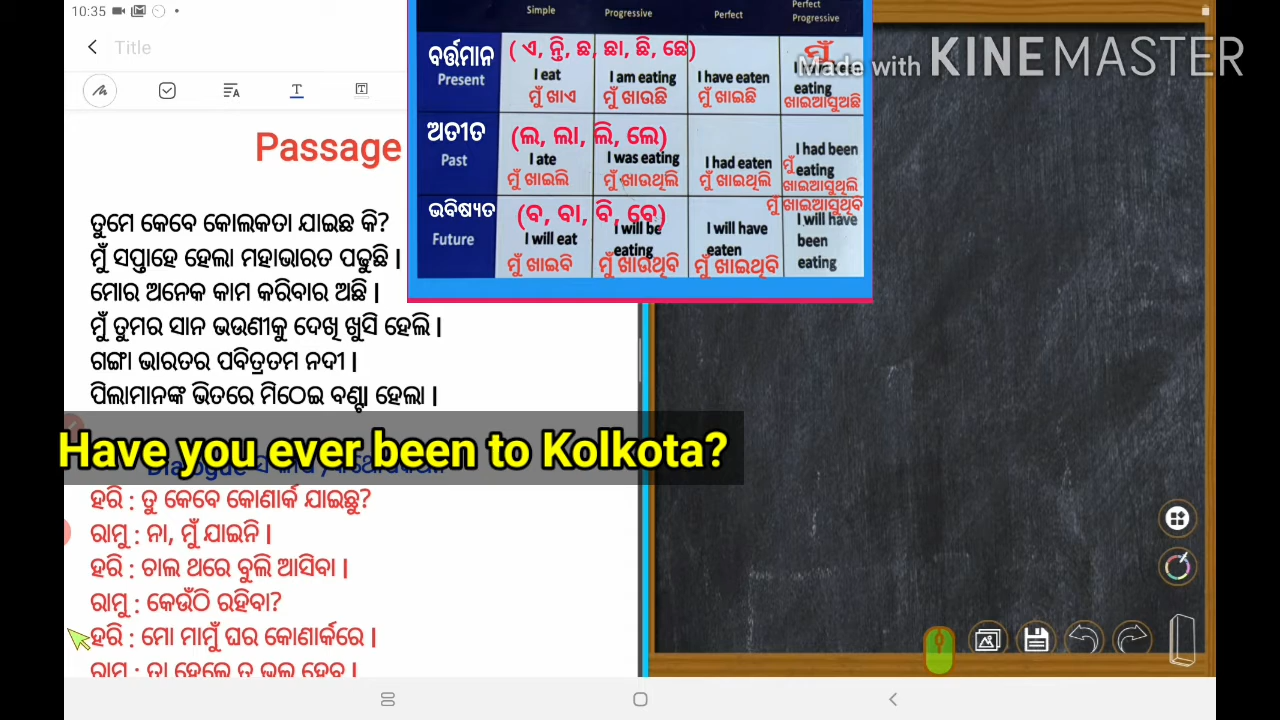 10:35
Title
Passage
ତୁମେ କେବେ କୋଲକତା ଯାଇଛ କି?
ମୁଁ ସପ୍ତାହେ ହେଲା ମହାଭାରତ ପଢୁଛି |
ମୋର ଅନେକ କାମ କରିବାର ଅଛି |
ମୁଁ ତୁମର ସାନ ଭଉଣୀକୁ ଦେଖି ଖୁସି ହେଲି |
ଗଙ୍ଗା ଭାରତର ପବିତ୍ରତମ ନଦୀ |
ପିଲାମାନଙ୍କ ଭିତରେ ମିଠେଇ ବଣ୍ଟା ହେଲା |
Have you ever been to Kolkota?
ହରି : ତୁ କେବେ କୋଣାର୍କ ଯାଇଛୁ?
ରାମୁ : ନା, ମୁଁ ଯାଇନି |
ହରି : ଚାଲ ଥରେ ବୁଲି ଆସିବା |
ରାମୁ : କେଉଁଠି ରହିବା?
ହରି : ମୋ ମାମୁଁ ଘର କୋଣାର୍କରେ |
ରାମୁ : ତା ହେଲେ ତ ଭଲ ହେବ |
Simple Progressive Perfect Perfect Progressive
ବର୍ତ୍ତମାନ (ଏ, ନ୍ତି, ଛ, ଛା, ଛି, ଛେ) ମୁଁ
Present I eat I am eating I have eaten eating
ମୁଁ ଖାଏ ମୁଁ ଖାଉଛି ମୁଁ ଖାଇଛି ଖାଇଆସୁଅଛି
ଅତୀତ (ଲ, ଲା, ଲି, ଲେ)
Past I ate I was eating I had eaten I had been eating
ମୁଁ ଖାଇଲି ମୁଁ ଖାଉଥିଲି ମୁଁ ଖାଇଥିଲି ମୁଁ ଖାଇଆସୁଥିଲି
ଭବିଷ୍ୟତ (ବ, ବା, ବି, ବେ) ମୁଁ ଖାଇଆସୁଥିବି
Future I will eat I will be eating I will have eaten I will have been eating
ମୁଁ ଖାଇବି ମୁଁ ଖାଉଥିବି ମୁଁ ଖାଇଥିବି
Made with KINEMASTER